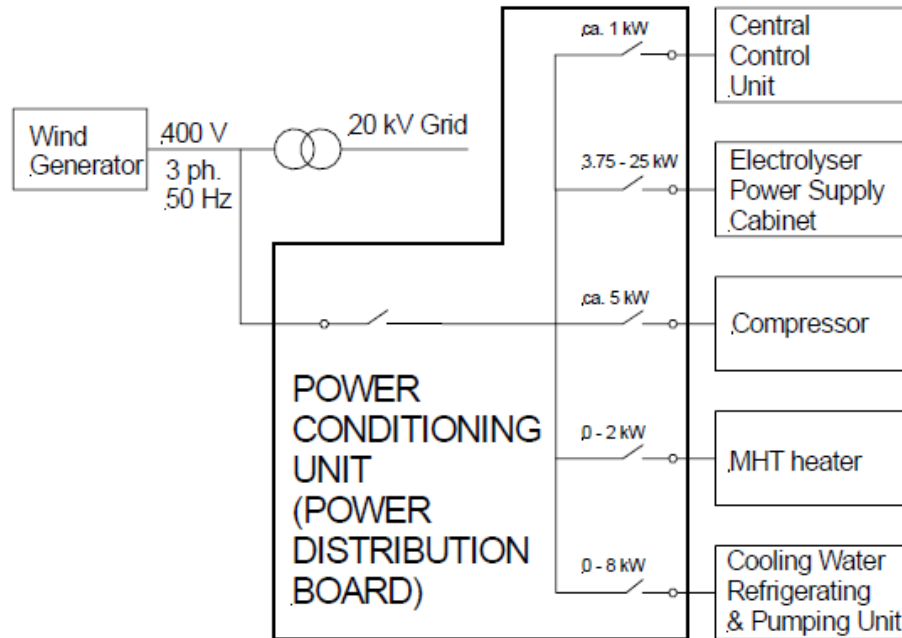 ca. 1 kW
Central
Control
Unit
Wind
Generator
400 V
3 ph.
50 Hz
20 kV Grid
3.75 - 25 kW
Electrolyser
Power Supply
Cabinet
ca. 5 kW
Compressor
POWER
CONDITIONING
UNIT
(POWER
DISTRIBUTION
BOARD)
0 - 2 kW
MHT heater
0 - 8 kW
Cooling Water
Refrigerating
& Pumping Unit